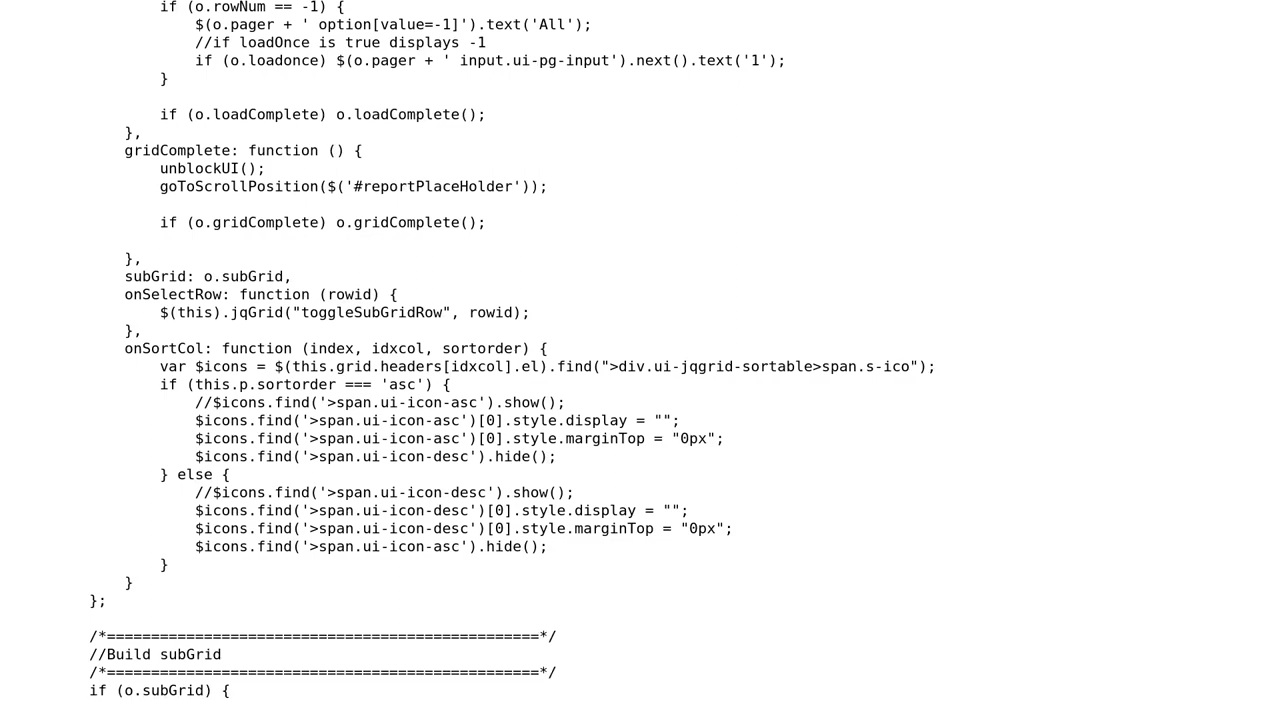 if (o.rowNum == -1) {
$(o.pager + ' option[value=-1]').text('All');
//if loadOnce is true displays -1
if (o.loadonce) $(o.pager + ' input.ui-pg-input').next().text('1');
}
if (o.loadComplete) o.loadComplete();
},
gridComplete: function () {
unblockUI();
goToScrollPosition($('#reportPlaceHolder'));
if (o.gridComplete) o.gridComplete();
},
subGrid: o.subGrid,
onSelectRow: function (rowid) {
$(this).jqGrid("toggleSubGridRow", rowid);
},
onSortCol: function (index, idxcol, sortorder) {
var $icons = $(this.grid.headers[idxcol].el).find(">div.ui-jqgrid-sortable>span.s-ico");
if (this.p.sortorder === 'asc') {
//$icons.find('>span.ui-icon-asc').show();
$icons.find('>span.ui-icon-asc')[0].style.display = "";
$icons.find('>span.ui-icon-asc')[0].style.marginTop = "0px";
$icons.find('>span.ui-icon-desc').hide();
} else {
//$icons.find('>span.ui-icon-desc').show();
$icons.find('>span.ui-icon-desc')[0].style.display = "";
$icons.find('>span.ui-icon-desc')[0].style.marginTop = "0px";
$icons.find('>span.ui-icon-asc').hide();
}
}
};
/*=================================================*/
//Build subGrid
/*=================================================*/
if (o.subGrid) {